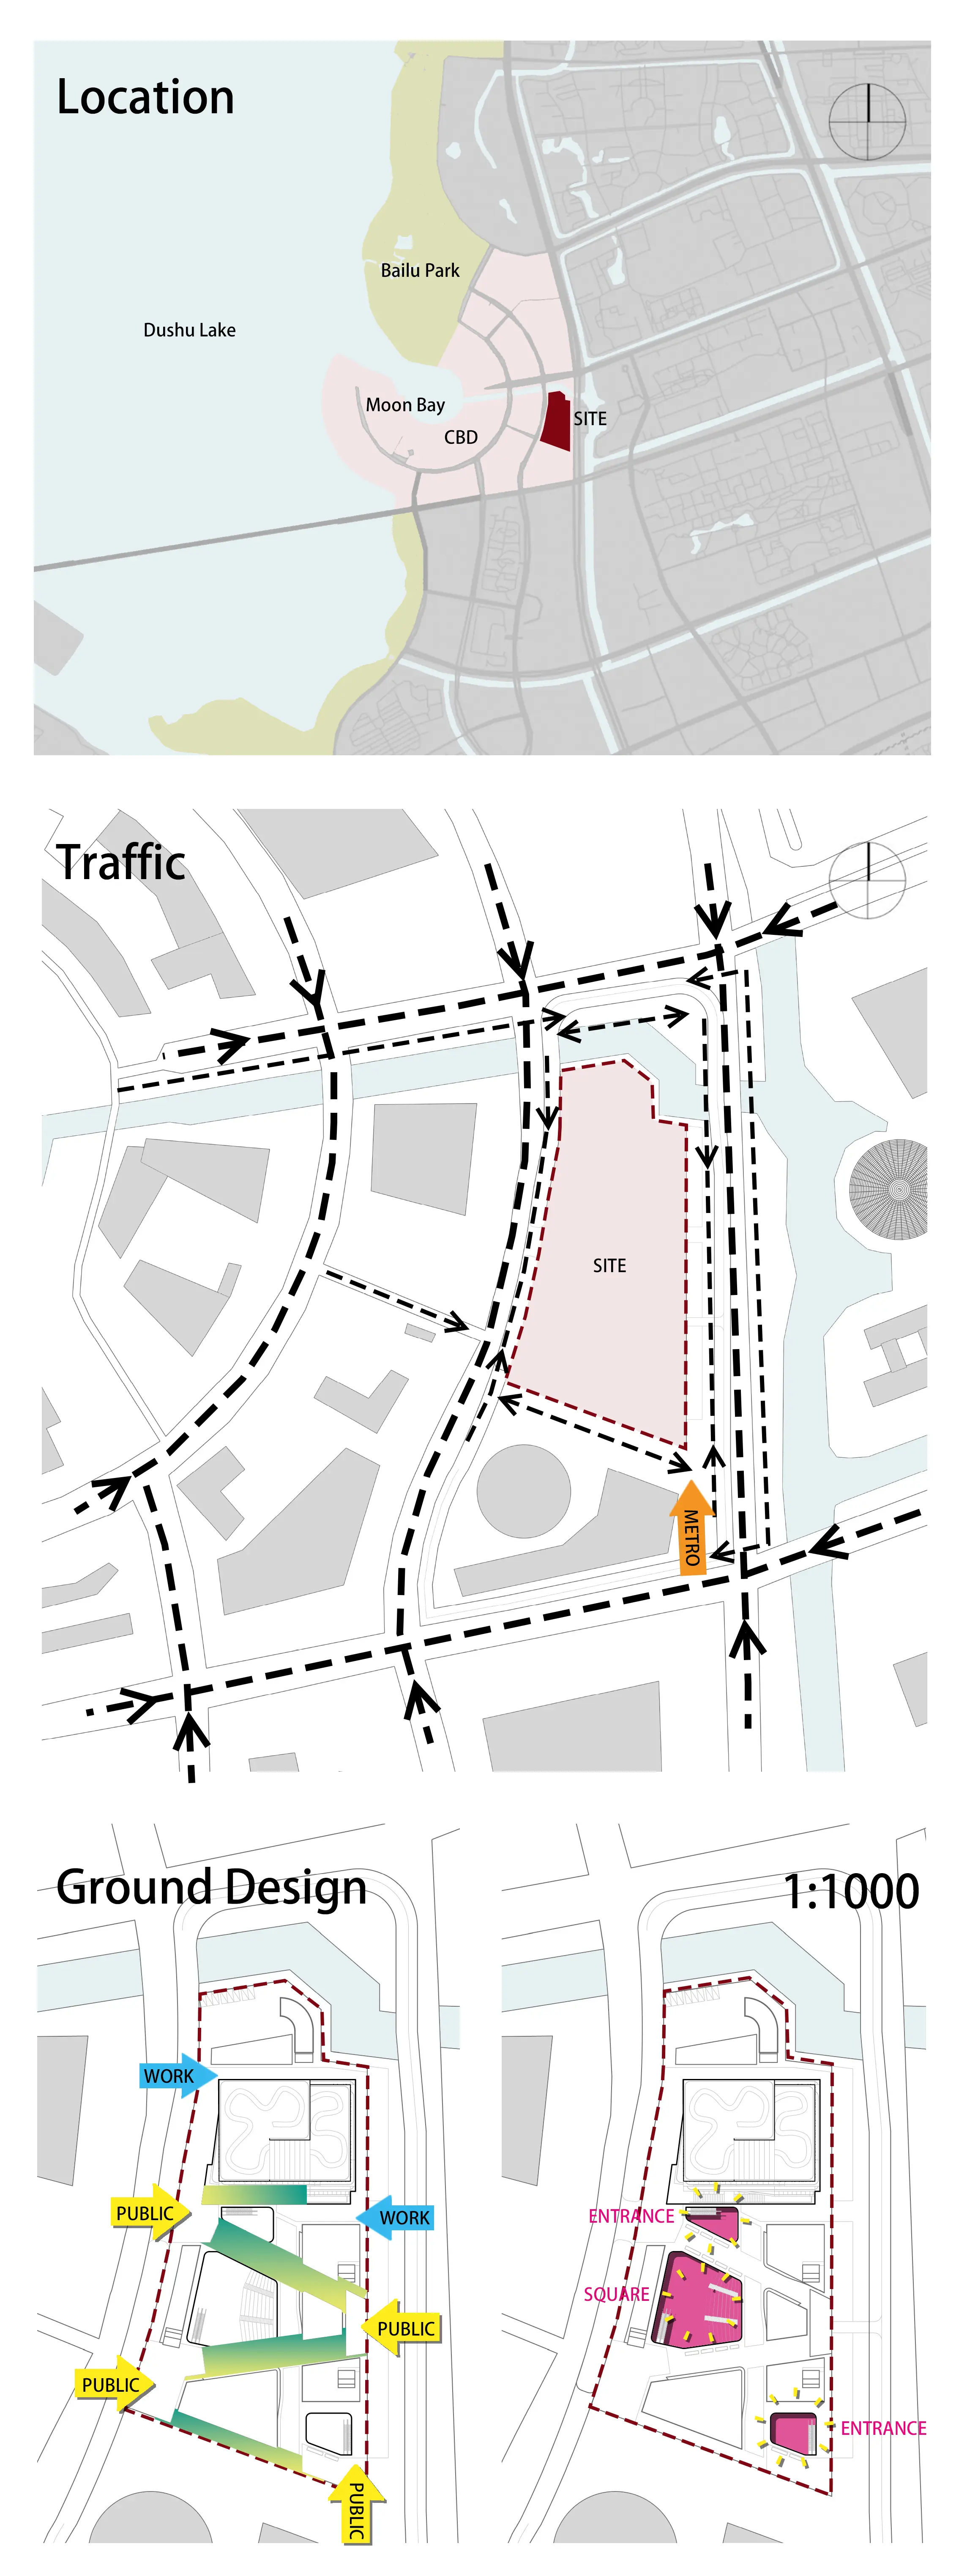 Location
Bailu Park
Dushu Lake
Moon Bay
SITE
CBD
Traffic
SITE
METRO
Ground Design
1:1000
WORK
PUBLIC
WORK
PUBLIC
PUBLIC
PUBLIC
ENTRANCE
SQUARE
ENTRANCE